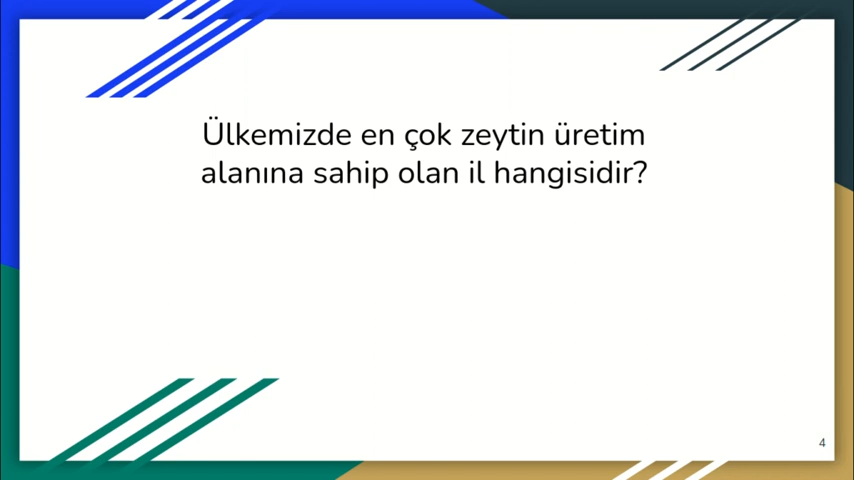 Ülkemizde en çok zeytin üretim
alanına sahip olan il hangisidir?
4